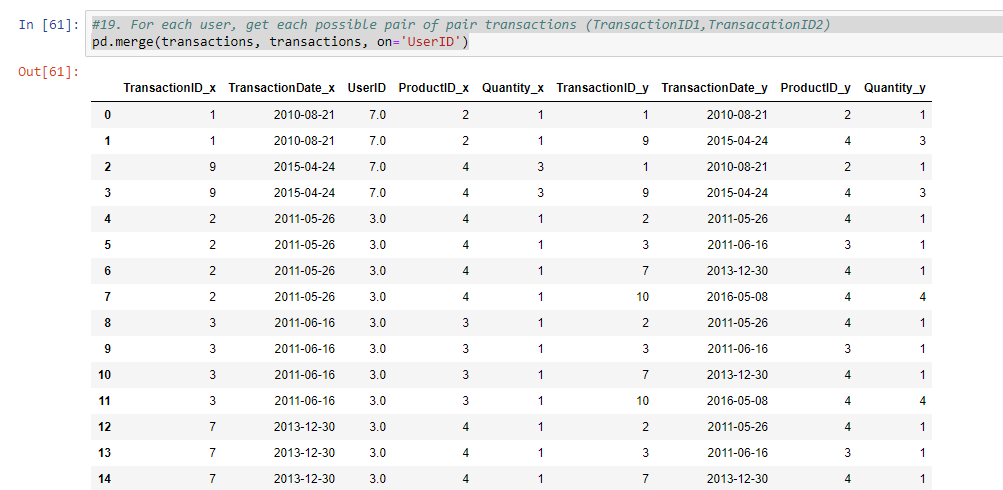 In [61]: #19. For each user, get each possible pair of pair transactions (TransactionID1,TransacationID2)
pd.merge(transactions, transactions, on='UserID')
Out[61]:
TransactionID_x TransactionDate_x UserID ProductID_x Quantity_x TransactionID_y TransactionDate_y ProductID_y Quantity_y
0 1 2010-08-21 7.0 2 1 1 2010-08-21 2 1
1 1 2010-08-21 7.0 2 1 9 2015-04-24 4 3
2 9 2015-04-24 7.0 4 3 1 2010-08-21 2 1
3 9 2015-04-24 7.0 4 3 9 2015-04-24 4 3
4 2 2011-05-26 3.0 4 1 2 2011-05-26 4 1
5 2 2011-05-26 3.0 4 1 3 2011-06-16 3 1
6 2 2011-05-26 3.0 4 1 7 2013-12-30 4 1
7 2 2011-05-26 3.0 4 1 10 2016-05-08 4 4
8 3 2011-06-16 3.0 3 1 2 2011-05-26 4 1
9 3 2011-06-16 3.0 3 1 3 2011-06-16 3 1
10 3 2011-06-16 3.0 3 1 7 2013-12-30 4 1
11 3 2011-06-16 3.0 3 1 10 2016-05-08 4 4
12 7 2013-12-30 3.0 4 1 2 2011-05-26 4 1
13 7 2013-12-30 3.0 4 1 3 2011-06-16 3 1
14 7 2013-12-30 3.0 4 1 7 2013-12-30 4 1